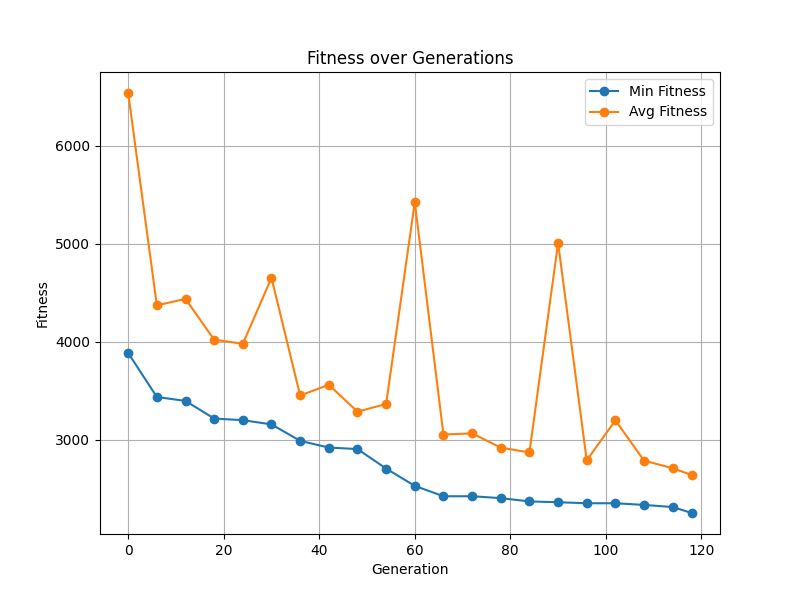 Fitness over Generations
Min Fitness
Avg Fitness
6000
5000
4000
3000
Fitness
0 20 40 60 80 100 120
Generation